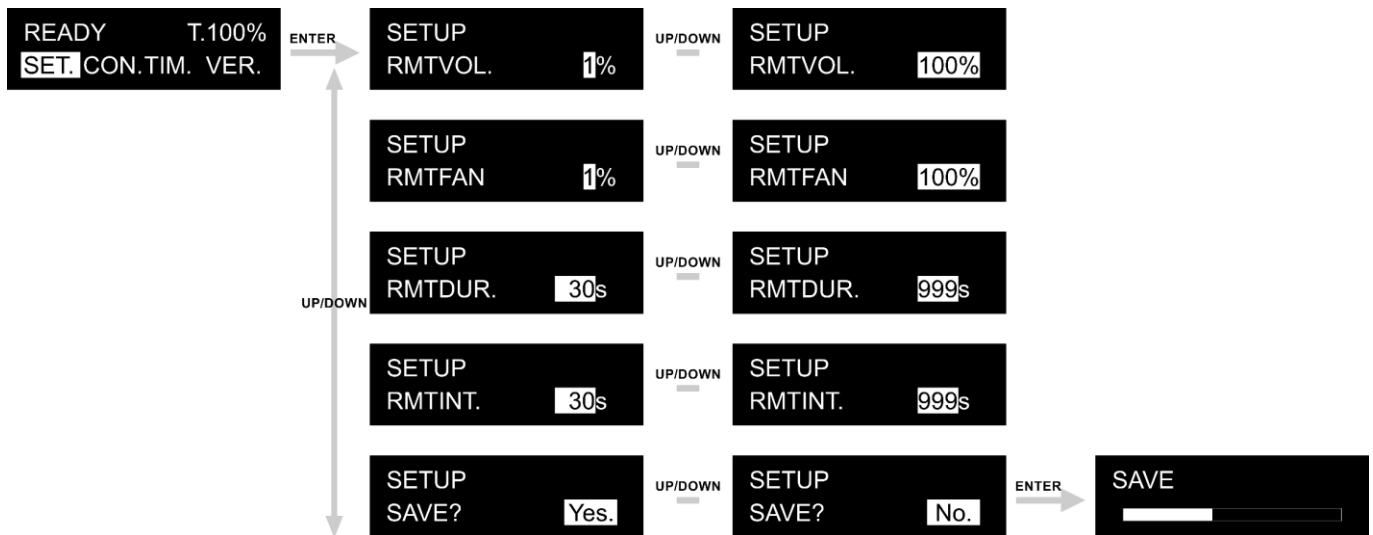 READY T.100%
SET. CON.TIM. VER.
ENTER
SETUP
RMTVOL. 1%
UP/DOWN
SETUP
RMTVOL. 100%
SETUP
RMTFAN 1%
UP/DOWN
SETUP
RMTFAN 100%
UP/DOWN
SETUP
RMTDUR. 30s
UP/DOWN
SETUP
RMTDUR. 999s
SETUP
RMTINT. 30s
UP/DOWN
SETUP
RMTINT. 999s
SETUP
SAVE? Yes.
UP/DOWN
SETUP
SAVE? No.
ENTER
SAVE